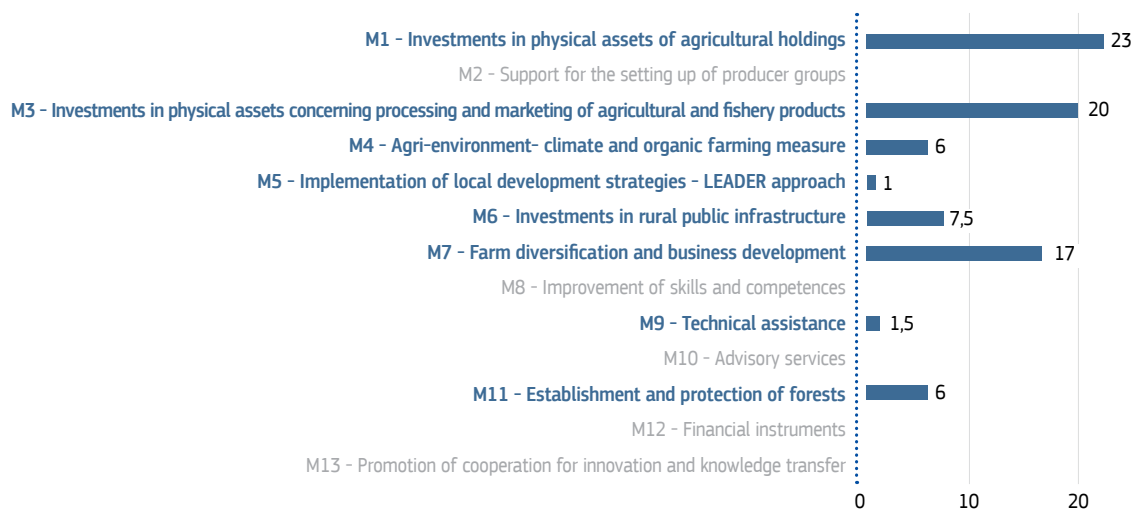 M1 - Investments in physical assets of agricultural holdings 23
M2 - Support for the setting up of producer groups
M3 - Investments in physical assets concerning processing and marketing of agricultural and fishery products 20
M4 - Agri-environment- climate and organic farming measure 6
M5 - Implementation of local development strategies - LEADER approach 1
M6 - Investments in rural public infrastructure 7,5
M7 - Farm diversification and business development 17
M8 - Improvement of skills and competences
M9 - Technical assistance 1,5
M10 - Advisory services
M11 - Establishment and protection of forests 6
M12 - Financial instruments
M13 - Promotion of cooperation for innovation and knowledge transfer
0 10 20